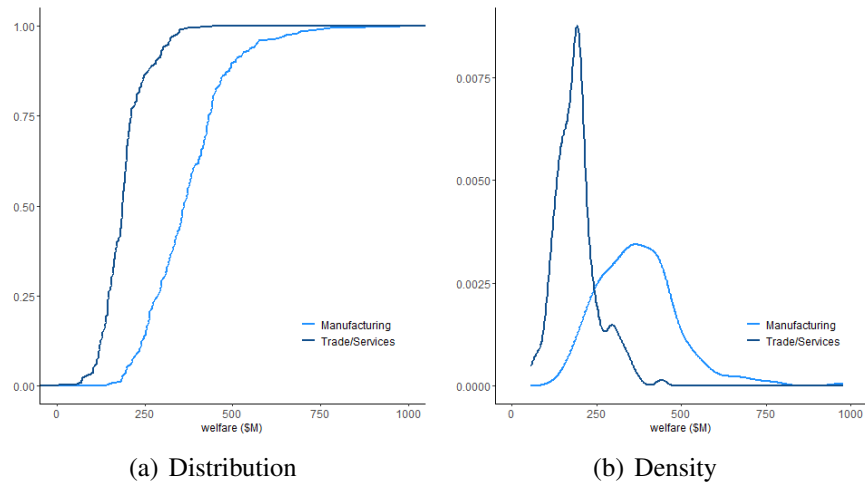 1.00
0.75
0.50
0.25
0.00
Manufacturing
Trade/Services
0 250 500 750 1000
welfare ($M)
(a) Distribution
0.0075
0.0050
0.0025
0.0000
Manufacturing
Trade/Services
0 250 500 750 1000
welfare ($M)
(b) Density